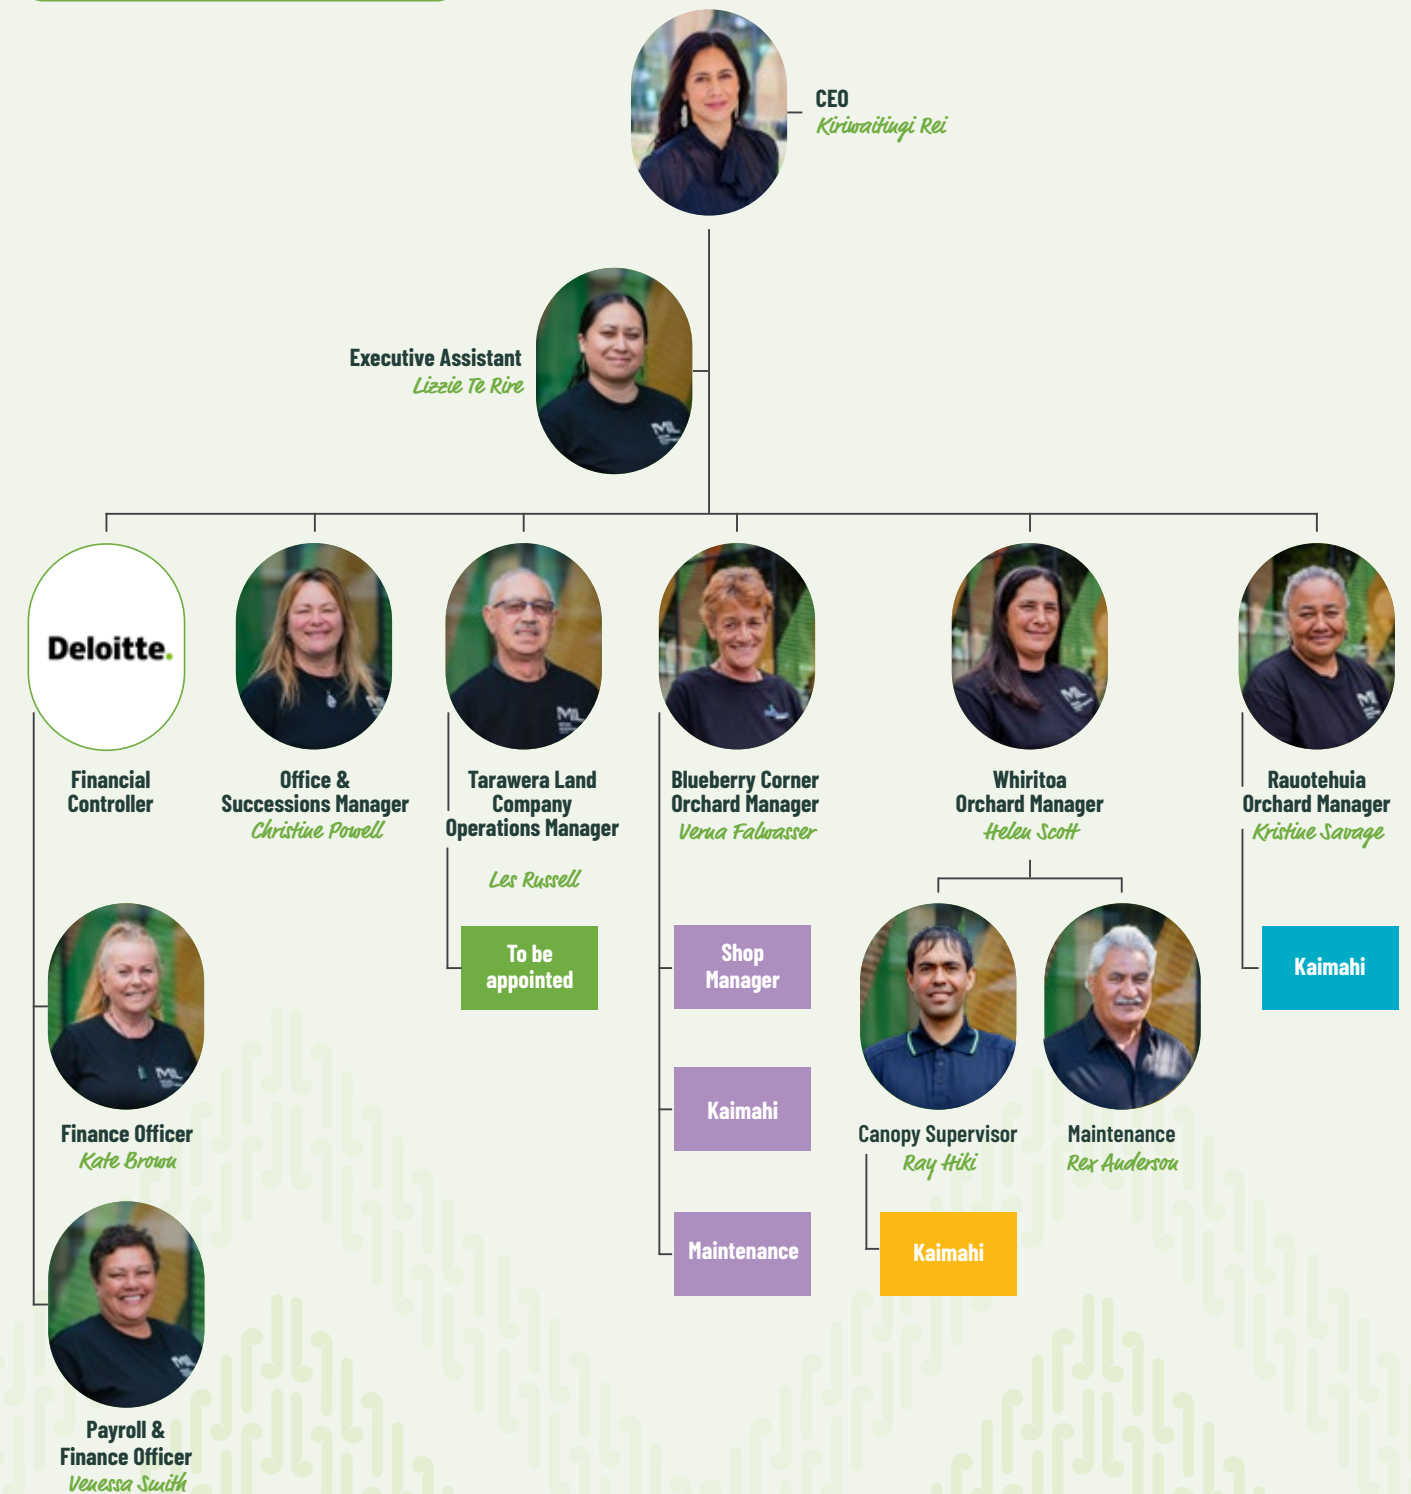 CEO
Kiriwaitingi Rei
Executive Assistant
Lizzie Te Rire
Deloitte.
Financial
Controller
Office &
Successions Manager
Christine Powell
Tarawera Land
Company
Operations Manager
Les Russell
Blueberry Corner
Orchard Manager
Verna Falwasser
Whiritoa
Orchard Manager
Helen Scott
Rauotehuia
Orchard Manager
Kristine Savage
To be
appointed
Shop
Manager
Kaimahi
Maintenance
Kaimahi
Finance Officer
Kate Brown
Canopy Supervisor
Ray Hiki
Maintenance
Rex Anderson
Kaimahi
Payroll &
Finance Officer
Venessa Smith